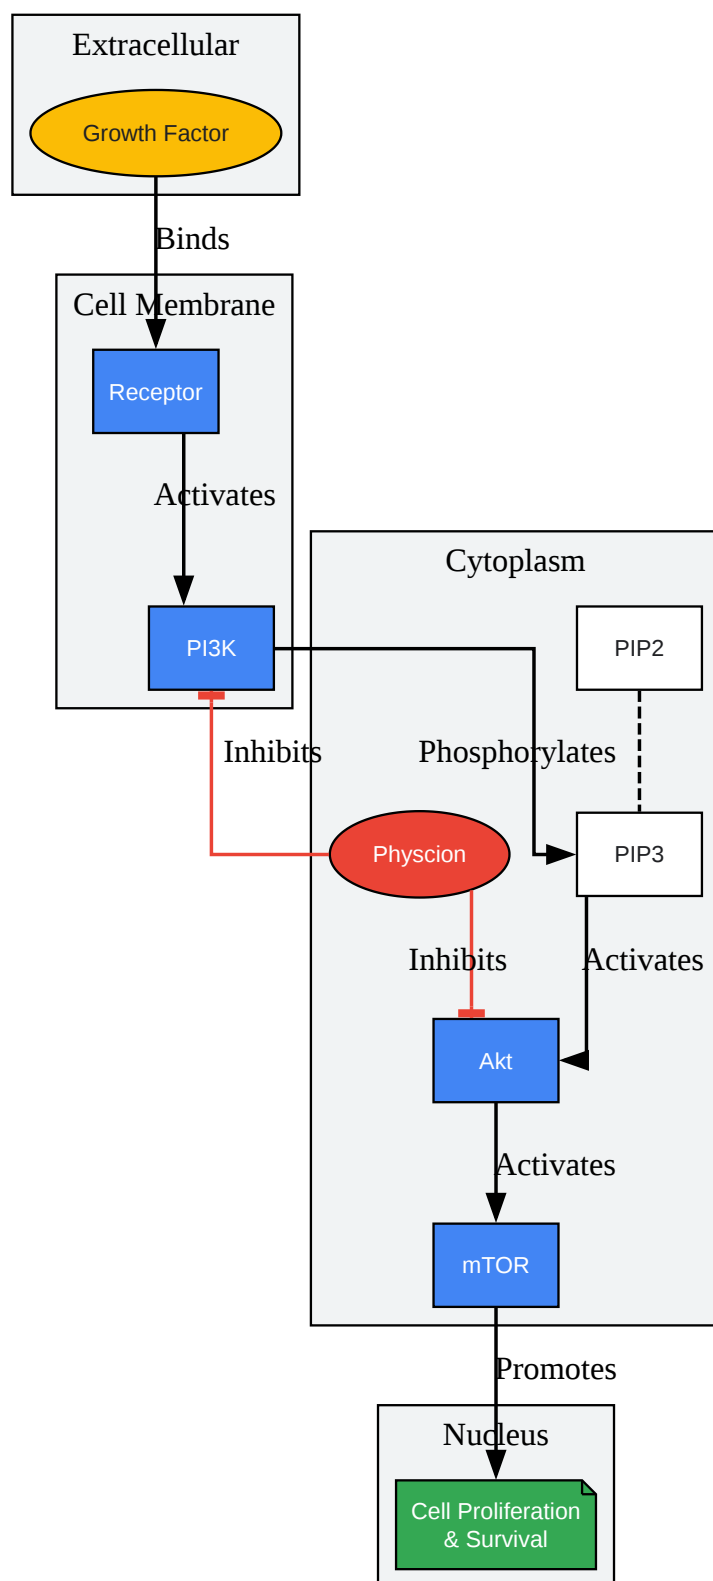 Extracellular
Growth Factor
Binds
Cell Membrane
Receptor
Activates
Cytoplasm
PI3K
PIP2
Inhibits
Phosphorylates
Physcion
PIP3
Inhibits
Activates
Akt
Activates
mTOR
Promotes
Nucleus
Cell Proliferation
& Survival